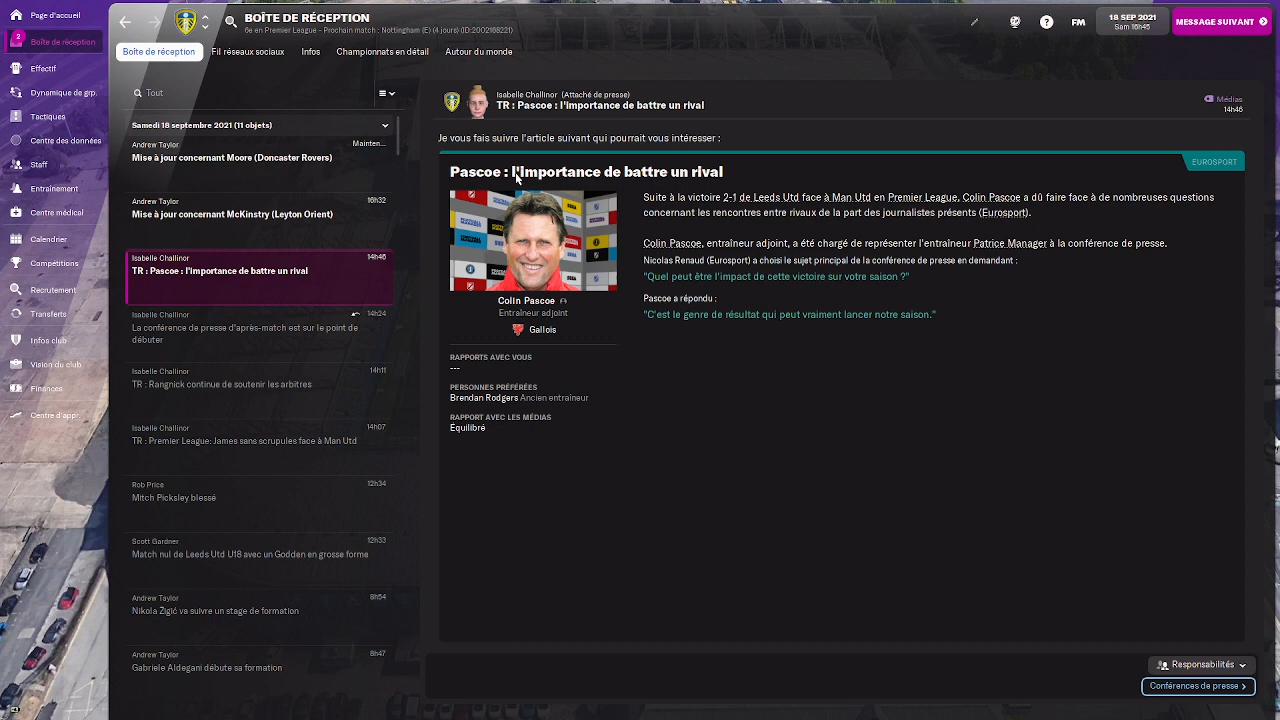 Accueil
2
Boîte de réception
Effectif
Dynamique de grp.
Tactiques
Centre des données
Staff
Entraînement
Centre médical
Calendrier
Compétitions
Recrutement
Transferts
Infos club
Vision du club
Finances
Centre d'appr.
BOÎTE DE RÉCEPTION
6e en Premier League - Prochain match : Nottingham (E) (4 jours) (ID:2002168221)
FM
18 SEP 2021
Sam 16h45
MESSAGE SUIVANT
Boîte de réception
Fil réseaux sociaux
Infos
Championnats en détail
Autour du monde
Tout
Samedi 18 septembre 2021 (11 objets)
Andrew Taylor
Mainten...
Mise à jour concernant Moore (Doncaster Rovers)
Andrew Taylor
16h32
Mise à jour concernant McKinstry (Leyton Orient)
Isabelle Challinor
14h46
TR : Pascoe : l'importance de battre un rival
Isabelle Challinor
14h24
La conférence de presse d'après-match est sur le point de
débuter
Isabelle Challinor
14h11
TR : Rangnick continue de soutenir les arbitres
Isabelle Challinor
14h07
TR : Premier League: James sans scrupules face à Man Utd
Rob Price
12h34
Mitch Picksley blessé
Scott Gardner
12h33
Match nul de Leeds Utd U18 avec un Godden en grosse forme
Andrew Taylor
8h54
Nikola Žigić va suivre un stage de formation
Andrew Taylor
8h47
Gabriele Aldegani débute sa formation
Isabelle Challinor (Attaché de presse)
TR : Pascoe : l'importance de battre un rival
Médias
14h46
Je vous fais suivre l'article suivant qui pourrait vous intéresser :
EUROSPORT
Pascoe : l'importance de battre un rival
Colin Pascoe
Entraîneur adjoint
Gallois
RAPPORTS AVEC VOUS
---
PERSONNES PRÉFÉRÉES
Brendan Rodgers Ancien entraîneur
RAPPORT AVEC LES MÉDIAS
Équilibré
Suite à la victoire 2-1 de Leeds Utd face à Man Utd en Premier League, Colin Pascoe a dû faire face à de nombreuses questions
concernant les rencontres entre rivaux de la part des journalistes présents (Eurosport).
Colin Pascoe, entraîneur adjoint, a été chargé de représenter l'entraîneur Patrice Manager à la conférence de presse.
Nicolas Renaud (Eurosport) a choisi le sujet principal de la conférence de presse en demandant :
"Quel peut être l'impact de cette victoire sur votre saison ?"
Pascoe a répondu :
"C'est le genre de résultat qui peut vraiment lancer notre saison."
Responsabilités
Conférences de presse